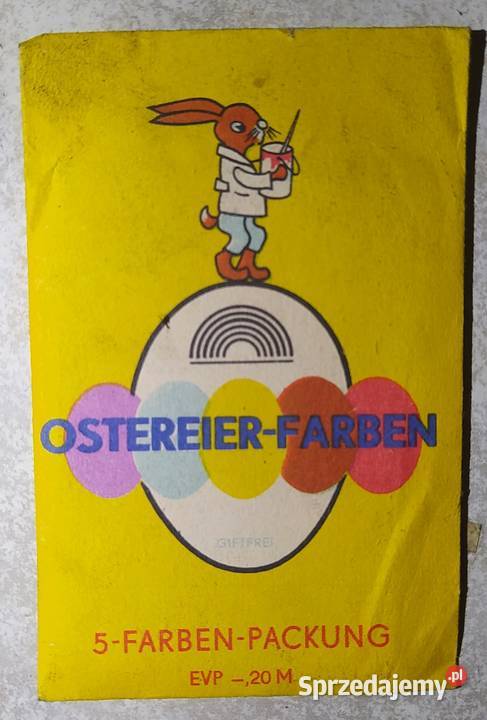 OSTEREIER-FARBEN
GIFTFREI
5-FARBEN-PACKUNG
EVP –,20 M
Sprzedajemy.pl